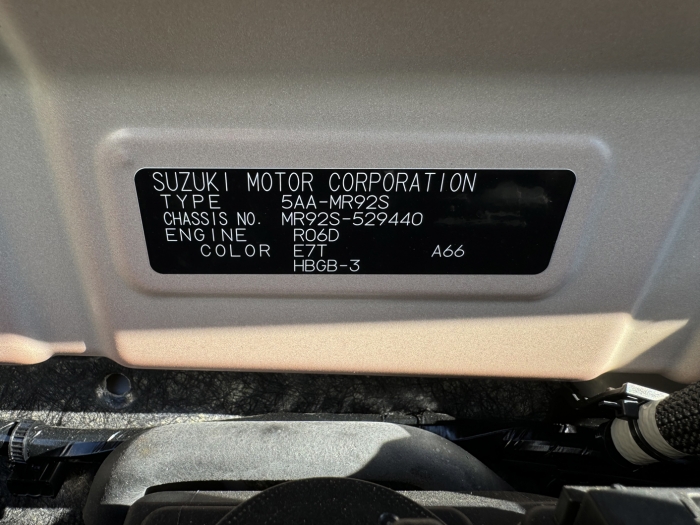 SUZUKI MOTOR CORPORATION
TYPE 5AA-MR92S
CHASSIS NO. MR92S-529440
ENGINE R06D
COLOR E7T A66
HBGB-3